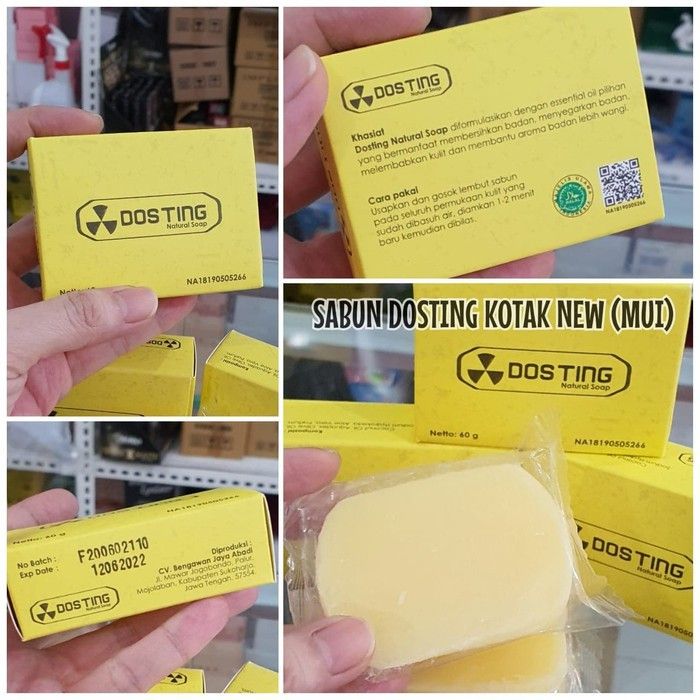 DOSTING
Natural Soap
NA18190505266
DOSTING
Natural Soap
Khasiat
Dosting Natural Soap diformulasikan dengan essential oil pilihan
yang bermanfaat membersihkan badan, menyegarkan badan,
melembabkan kulit dan membantu aroma badan lebih wangi.
Cara pakai
Usapkan dan gosok lembut sabun
pada seluruh permukaan kulit yang
sudah dibasuh air, diamkan 1-2 menit
baru kemudian dibilas.
NA18190505266
Netto: 60 g
NA18190505266
No Batch : F200602110
Exp Date : 12062022
Diproduksi :
CV. Bengawan Jaya Abadi
Jl. Mawar Jogobondo, Palur,
Mojolaban, Kabupaten Sukoharjo,
Jawa Tengah. 57554.
DOSTING
Natural Soap
SABUN DOSTING KOTAK NEW (MUI)
DOSTING
Natural Soap
Netto: 60 g
NA18190505266
DOSTING
Natural Soap